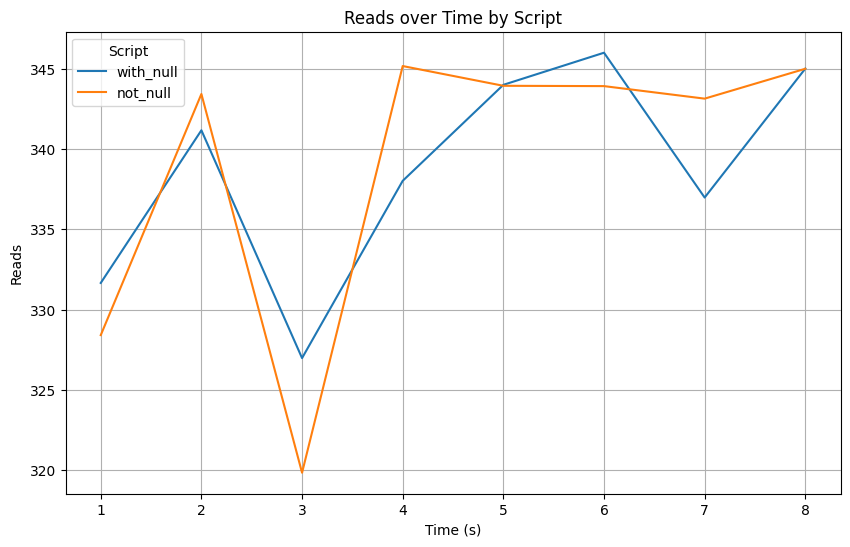 Reads over Time by Script
Script
with_null
not_null
345
340
335
330
325
320
Reads
1 2 3 4 5 6 7 8
Time (s)